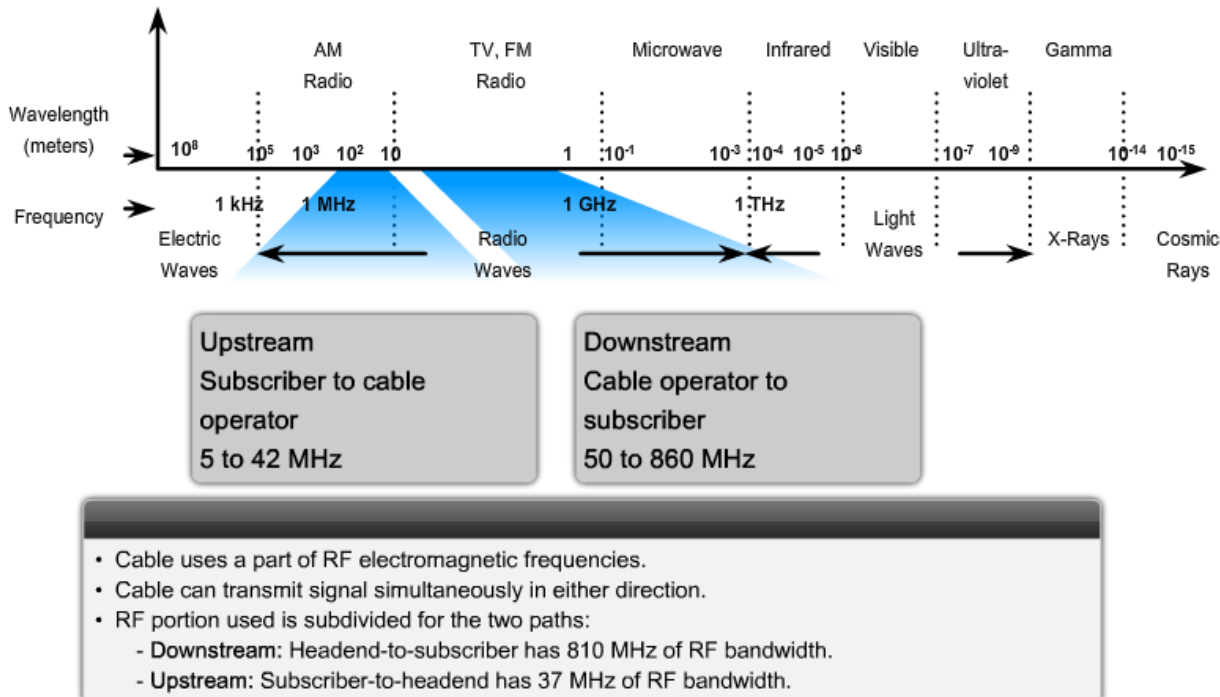 AM Radio
TV, FM Radio
Microwave
Infrared
Visible
Ultra-violet
Gamma
Wavelength (meters)
10⁸ 10⁵ 10³ 10² 10 1 10⁻¹ 10⁻³ 10⁻⁴ 10⁻⁵ 10⁻⁶ 10⁻⁷ 10⁻⁹ 10⁻¹⁴ 10⁻¹⁵
Frequency
1 kHz 1 MHz 1 GHz 1 THz
Electric Waves
Radio Waves
Light Waves
X-Rays
Cosmic Rays
Upstream
Subscriber to cable
operator
5 to 42 MHz
Downstream
Cable operator to
subscriber
50 to 860 MHz
• Cable uses a part of RF electromagnetic frequencies.
• Cable can transmit signal simultaneously in either direction.
• RF portion used is subdivided for the two paths:
- Downstream: Headend-to-subscriber has 810 MHz of RF bandwidth.
- Upstream: Subscriber-to-headend has 37 MHz of RF bandwidth.